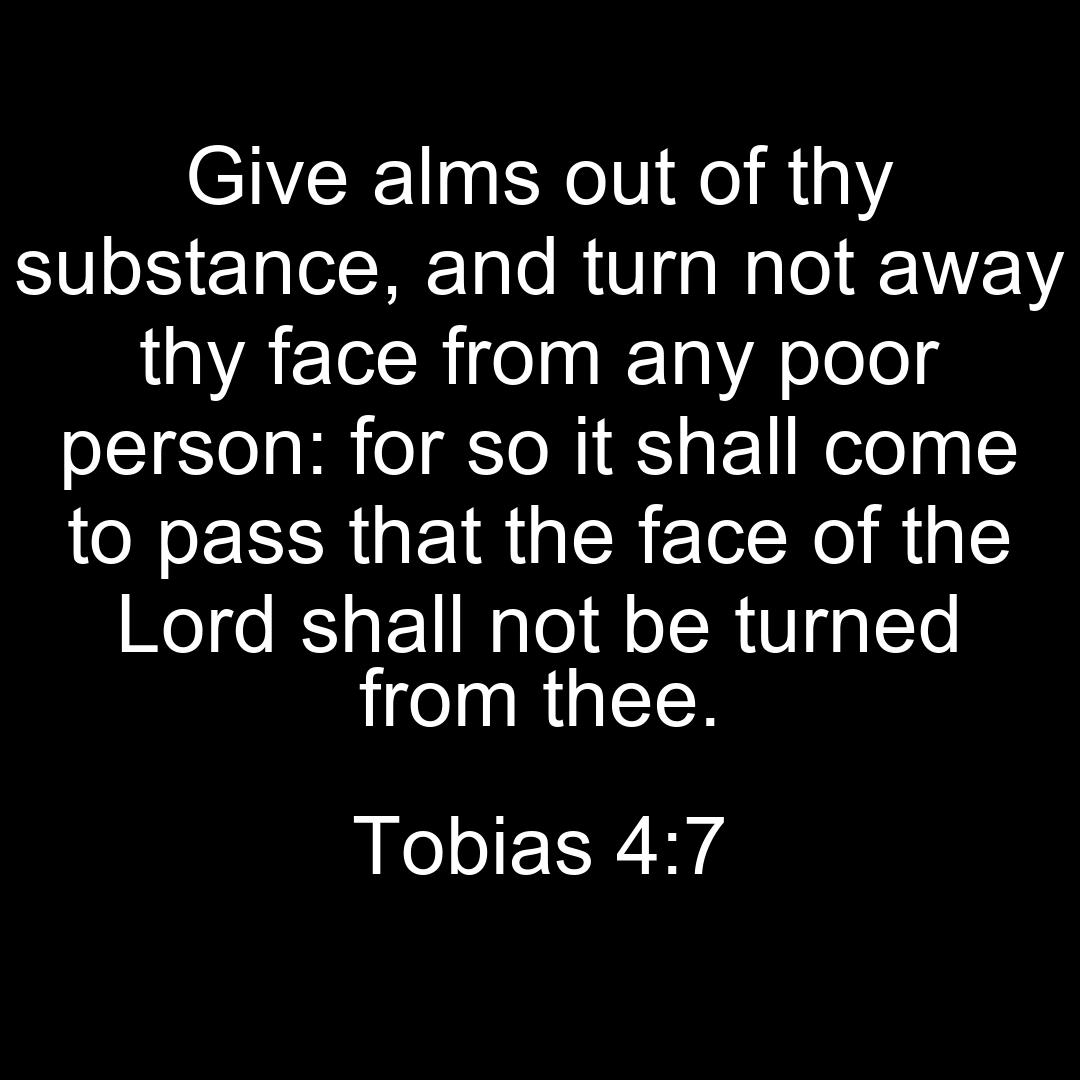 Give alms out of thy
substance, and turn not away
thy face from any poor
person: for so it shall come
to pass that the face of the
Lord shall not be turned
from thee.
Tobias 4:7